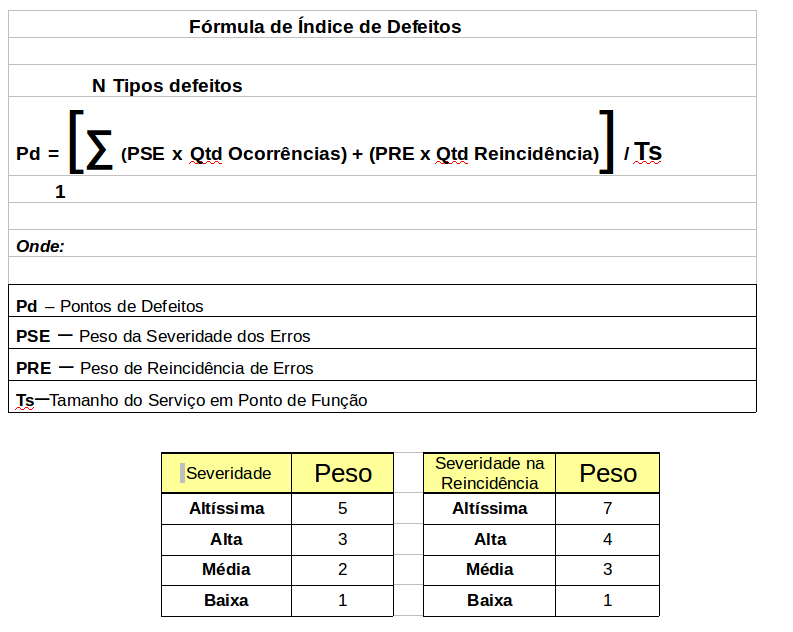 Fórmula de Índice de Defeitos
N Tipos defeitos
Pd = [∑ (PSE x Qtd Ocorrências) + (PRE x Qtd Reincidência)] / Ts
1
Onde:
Pd – Pontos de Defeitos
PSE — Peso da Severidade dos Erros
PRE — Peso de Reincidência de Erros
Ts—Tamanho do Serviço em Ponto de Função
Severidade Peso
Altíssima 5
Alta 3
Média 2
Baixa 1
Severidade na
Reincidência Peso
Altíssima 7
Alta 4
Média 3
Baixa 1